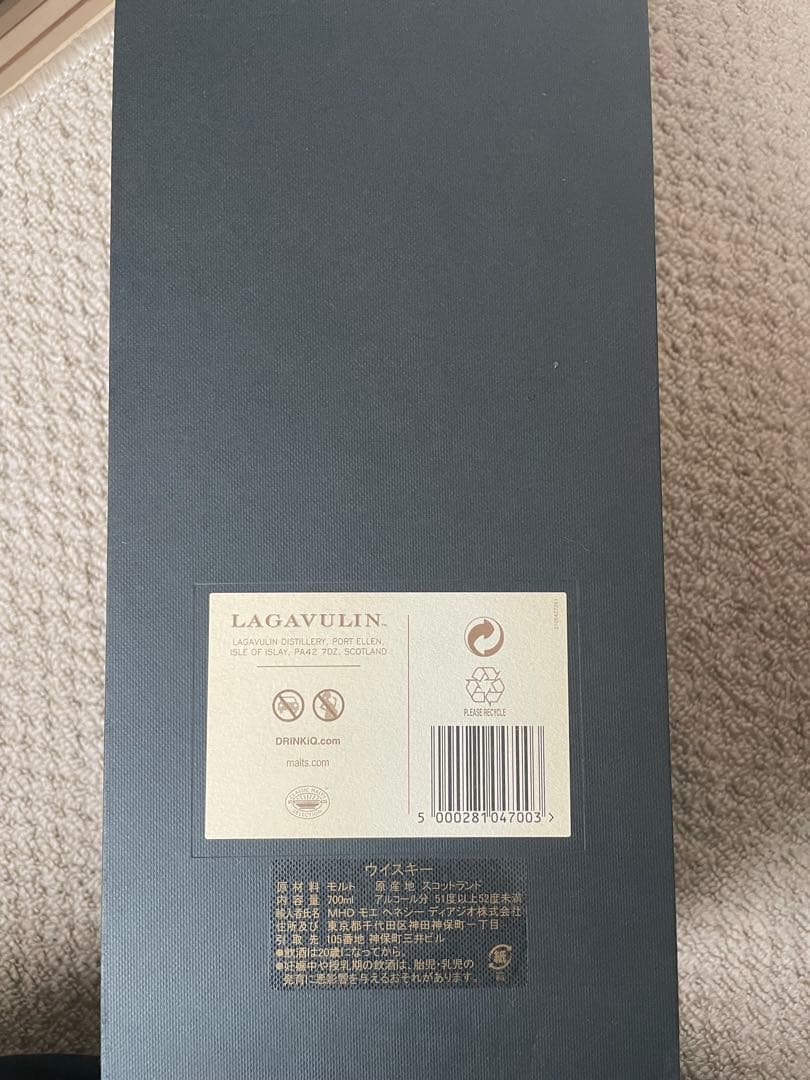 LAGAVULIN™
LAGAVULIN DISTILLERY, PORT ELLEN,
ISLE OF ISLAY, PA42 7DZ, SCOTLAND
DRINKiQ.com
malts.com
CLASSIC MALTS
SELECTION
PLEASE RECYCLE
5 000281 047003 >
ウイスキー
原材料 モルト 原産地 スコットランド
内容量 700ml アルコール分 51度以上52度未満
輸入者氏名 MHD モエ ヘネシー ディアジオ株式会社
住所及び 東京都千代田区神田神保町一丁目
引取先 105番地 神保町三井ビル
●飲酒は20歳になってから。
●妊娠中や授乳期の飲酒は、胎児・乳児の
発育に悪影響を与えるおそれがあります。
紙